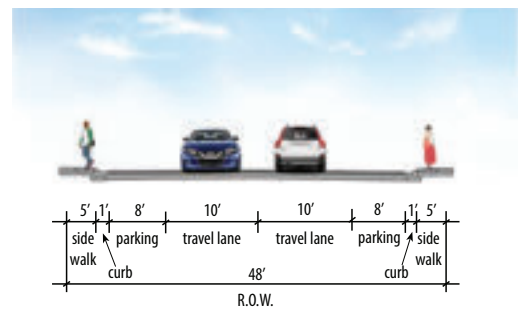 5' 1' 8' 10' 10' 8' 1' 5'
side walk curb parking travel lane travel lane parking curb side walk
48'
R.O.W.